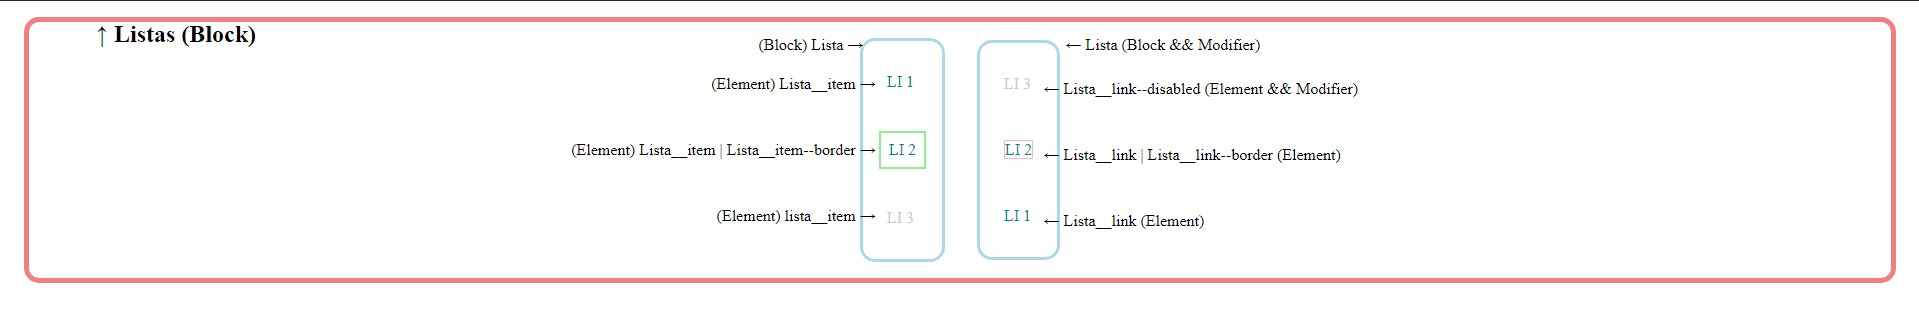 ↑ Listas (Block)
(Block) Lista →
← Lista (Block && Modifier)
(Element) Lista__item → LI 1
LI 3 ← Lista__link--disabled (Element && Modifier)
(Element) Lista__item | Lista__item--border → LI 2
LI 2 ← Lista__link | Lista__link--border (Element)
(Element) lista__item → LI 3
LI 1 ← Lista__link (Element)